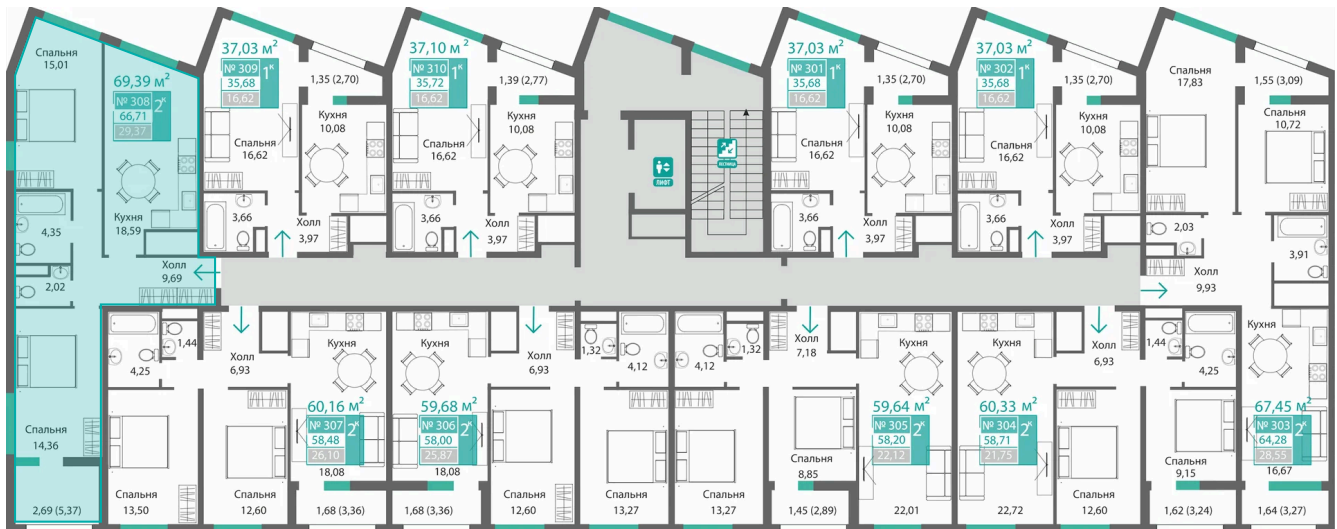 Спальня
15,01
69,39 м²
№ 308
2к
66,71
29,37
Кухня
18,59
4,35
2,02
Холл
9,69
Спальня
14,36
2,69 (5,37)
37,03 м²
№ 309
1к
35,68
16,62
1,35 (2,70)
Кухня
10,08
Спальня
16,62
3,66
Холл
3,97
37,10 м²
№ 310
1к
35,72
16,62
1,39 (2,77)
Кухня
10,08
Спальня
16,62
3,66
Холл
3,97
ЛИФТ
ЛЕСТНИЦА
37,03 м²
№ 301
1к
35,68
16,62
1,35 (2,70)
Кухня
10,08
Спальня
16,62
3,66
Холл
3,97
37,03 м²
№ 302
1к
35,68
16,62
1,35 (2,70)
Кухня
10,08
Спальня
16,62
3,66
Холл
3,97
Спальня
17,83
1,55 (3,09)
Спальня
10,72
2,03
3,91
Холл
9,93
Кухня
67,45 м²
№ 303
2к
64,28
28,55
16,67
1,64 (3,27)
1,44
4,25
Холл
6,93
Кухня
60,16 м²
№ 307
2к
58,48
26,10
18,08
Спальня
13,50
Спальня
12,60
1,68 (3,36)
Кухня
59,68 м²
№ 306
2к
58,00
25,87
18,08
Холл
6,93
1,32
4,12
1,68 (3,36)
Спальня
12,60
Спальня
13,27
4,12
1,32
Холл
7,18
Кухня
59,64 м²
№ 305
2к
58,20
22,12
Спальня
8,85
Спальня
13,27
1,45 (2,89)
22,01
Кухня
60,33 м²
№ 304
2к
58,71
21,75
Холл
6,93
1,44
4,25
22,72
Спальня
12,60
Спальня
9,15
1,62 (3,24)